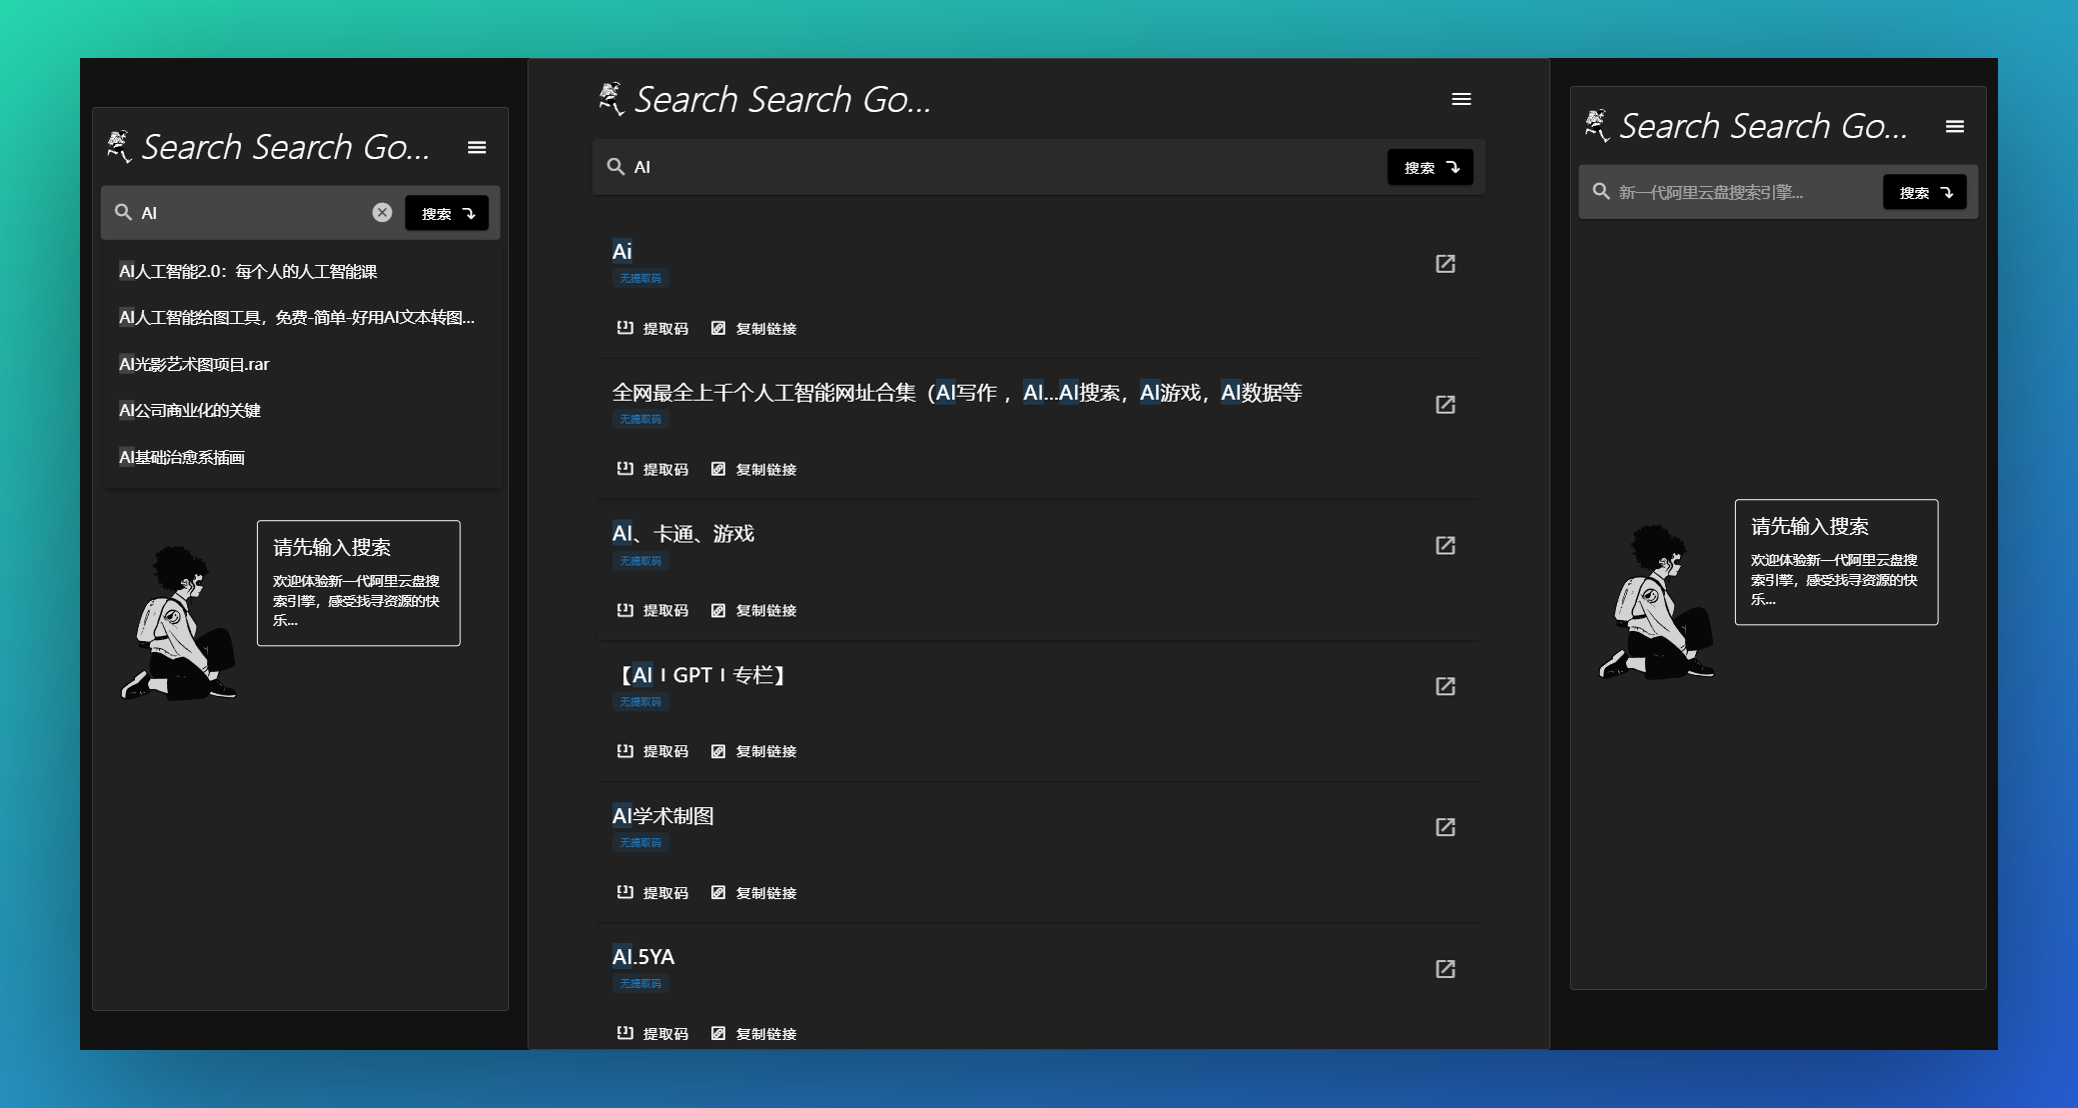 Search Search Go...
AI
搜索
AI人工智能2.0：每个人的人工智能课
AI人工智能给图工具，免费-简单-好用AI文本转图...
AI光影艺术图项目.rar
AI公司商业化的关键
AI基础治愈系插画
请先输入搜索
欢迎体验新一代阿里云盘搜
索引擎，感受找寻资源的快
乐...
Search Search Go...
AI
搜索
Ai
无提取码
提取码 复制链接
全网最全上千个人工智能网址合集（AI写作 ，AI...AI搜索，AI游戏，AI数据等
无提取码
提取码 复制链接
AI、卡通、游戏
无提取码
提取码 复制链接
【AI I GPT I 专栏】
无提取码
提取码 复制链接
AI学术制图
无提取码
提取码 复制链接
AI.5YA
无提取码
提取码 复制链接
Search Search Go...
新一代阿里云盘搜索引擎...
搜索
请先输入搜索
欢迎体验新一代阿里云盘搜
索引擎，感受找寻资源的快
乐...